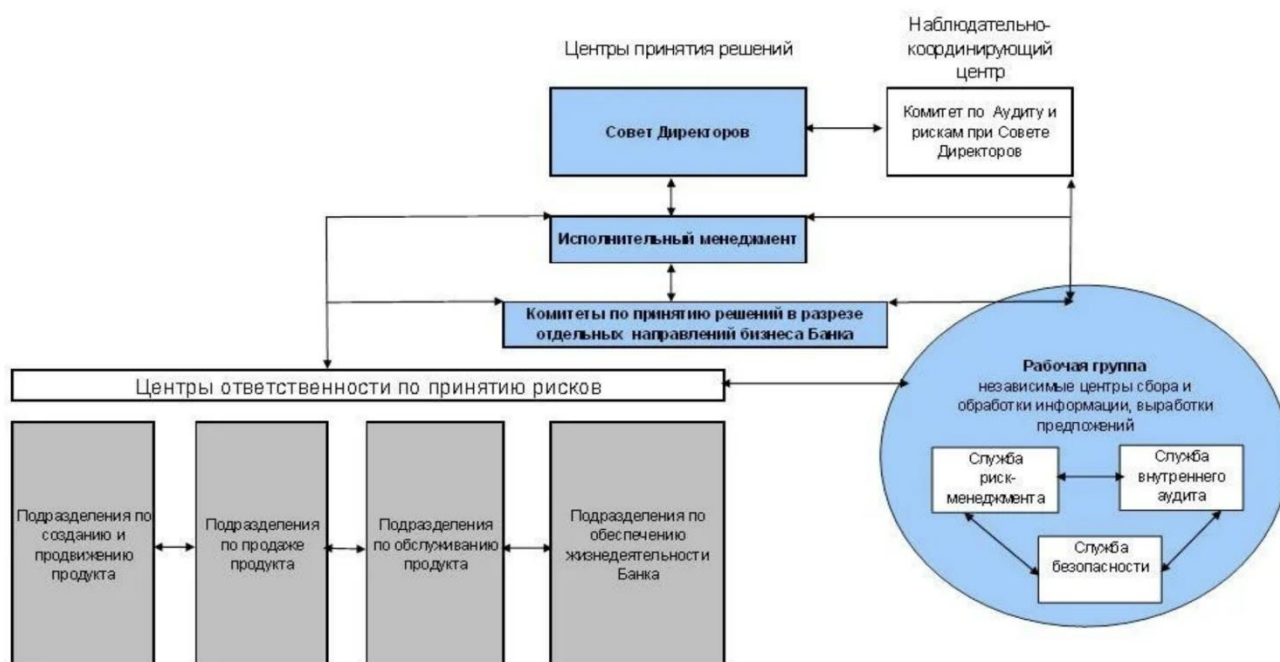 Центры принятия решений
Наблюдательно-
координирующий
центр
Совет Директоров
Комитет по Аудиту и
рискам при Совете
Директоров
Исполнительный менеджмент
Комитеты по принятию решений в разрезе
отдельных направлений бизнеса Банка
Центры ответственности по принятию рисков
Рабочая группа
независимые центры сбора и
обработки информации, выработки
предложений
Служба
риск-
менеджмента
Служба
внутреннего
аудита
Служба
безопасности
Подразделения по
созданию и
продвижению
продукта
Подразделения
по продаже
продукта
Подразделения
по обслуживанию
продукта
Подразделения по
обеспечению
жизнедеятельности
Банка